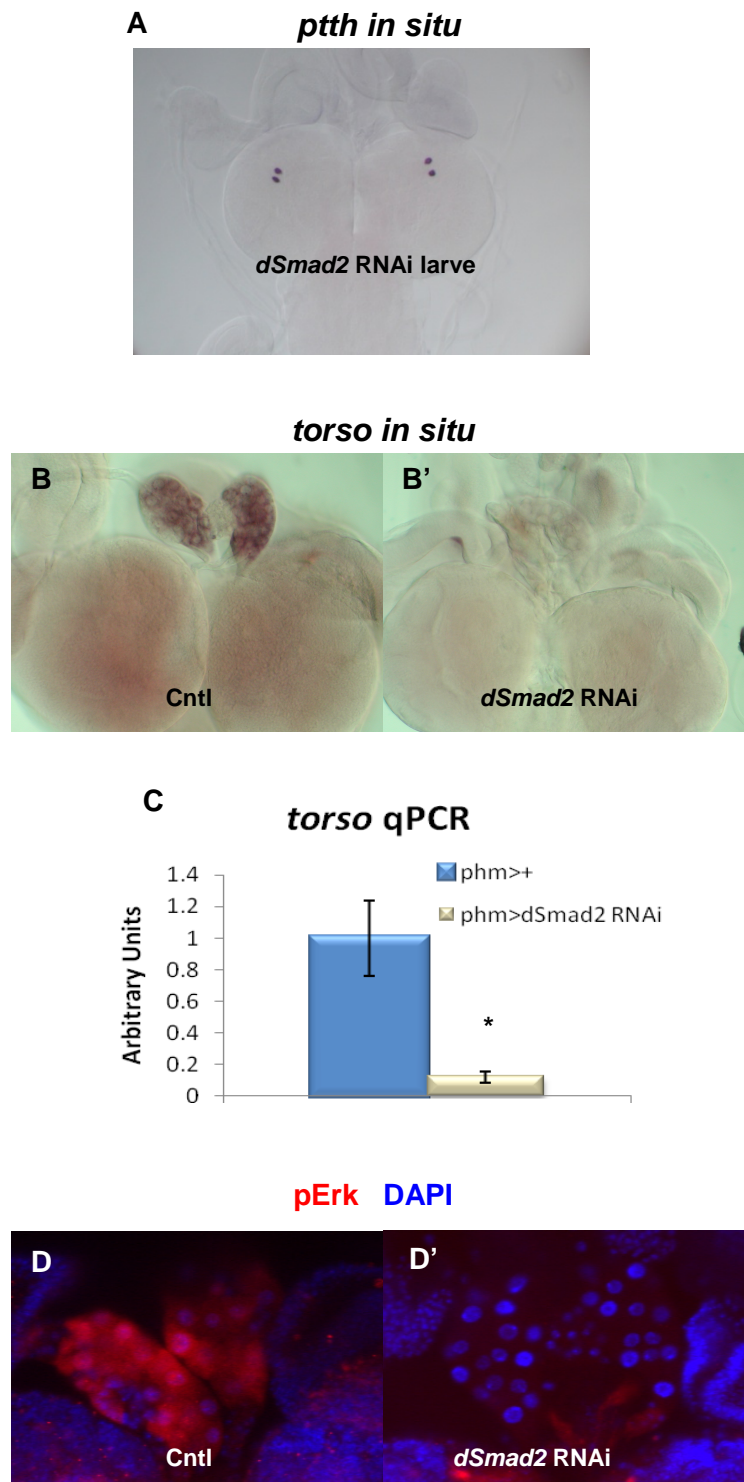 A
ptth in situ
dSmad2 RNAi larve
torso in situ
B
B’
Cntl
dSmad2 RNAi
C
torso qPCR
phm>+
phm>dSmad2 RNAi
Arbitrary Units
1.4
1.2
1
0.8
0.6
0.4
0.2
0
*
pErk DAPI
D
D’
Cntl
dSmad2 RNAi